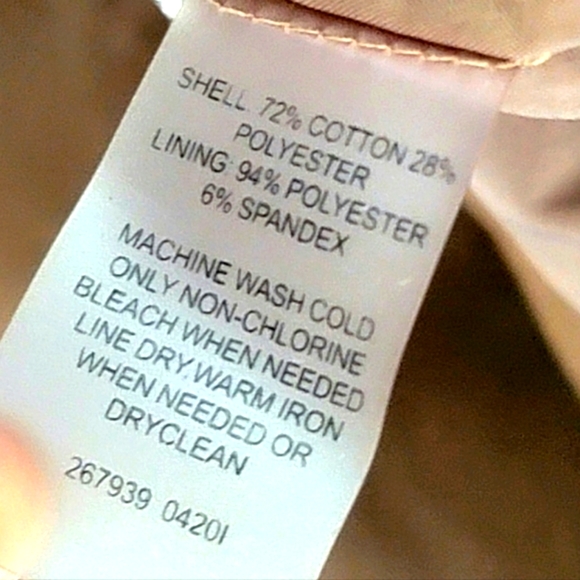 SHELL: 72% COTTON 28%
POLYESTER
LINING: 94% POLYESTER
6% SPANDEX
MACHINE WASH COLD
ONLY NON-CHLORINE
BLEACH WHEN NEEDED
LINE DRY.WARM IRON
WHEN NEEDED OR
DRYCLEAN
267939 0420I